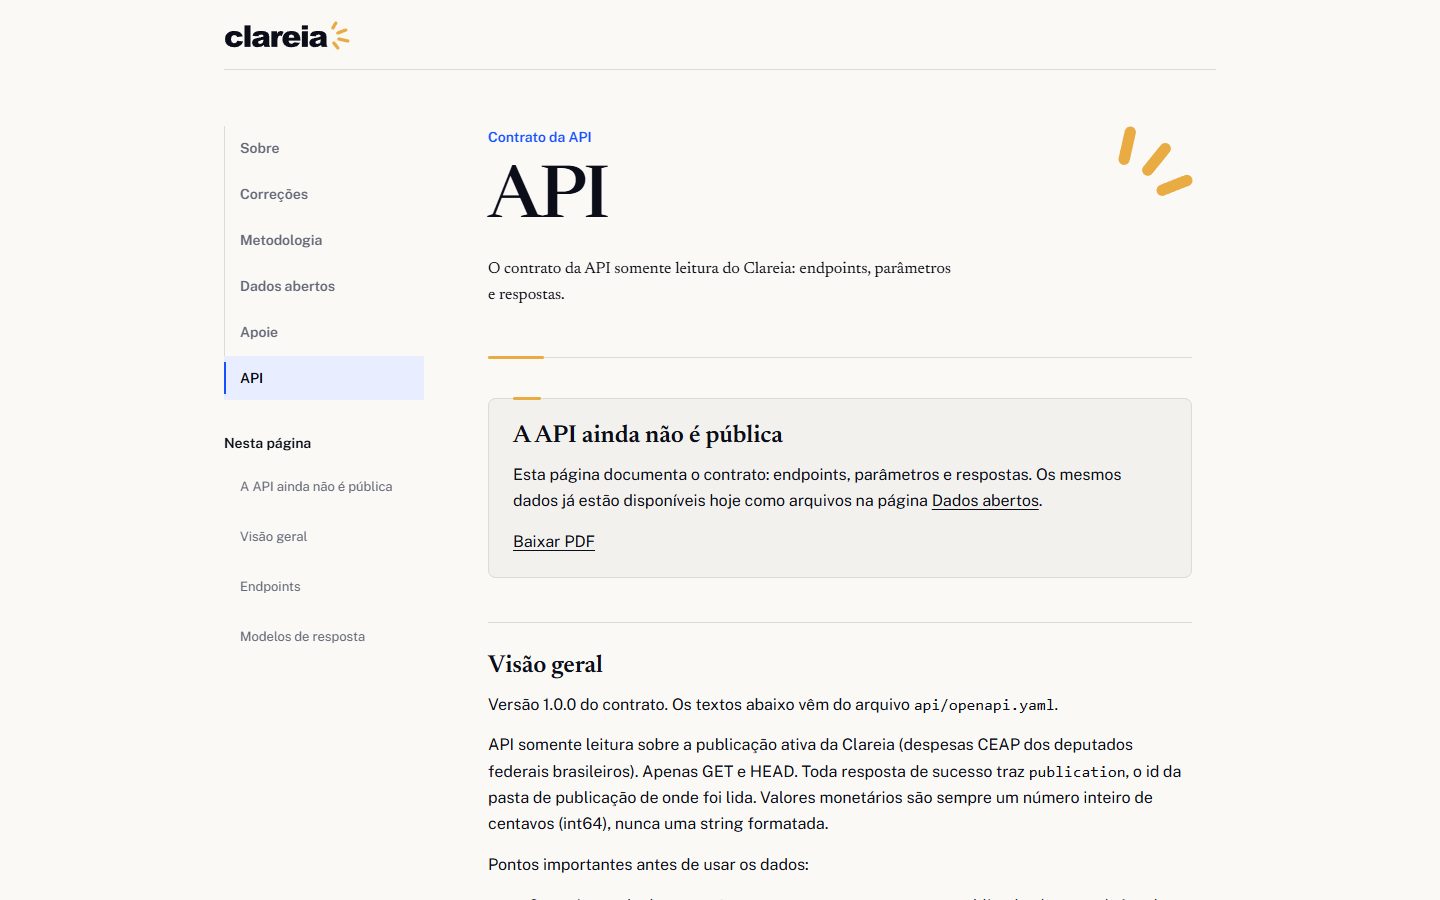 clareia
Sobre
Correções
Metodologia
Dados abertos
Apoie
API
Nesta página
A API ainda não é pública
Visão geral
Endpoints
Modelos de resposta
Contrato da API
API
O contrato da API somente leitura do Clareia: endpoints, parâmetros
e respostas.
A API ainda não é pública
Esta página documenta o contrato: endpoints, parâmetros e respostas. Os mesmos
dados já estão disponíveis hoje como arquivos na página Dados abertos.
Baixar PDF
Visão geral
Versão 1.0.0 do contrato. Os textos abaixo vêm do arquivo api/openapi.yaml.
API somente leitura sobre a publicação ativa da Clareia (despesas CEAP dos deputados
federais brasileiros). Apenas GET e HEAD. Toda resposta de sucesso traz publication, o id da
pasta de publicação de onde foi lida. Valores monetários são sempre um número inteiro de
centavos (int64), nunca uma string formatada.
Pontos importantes antes de usar os dados: